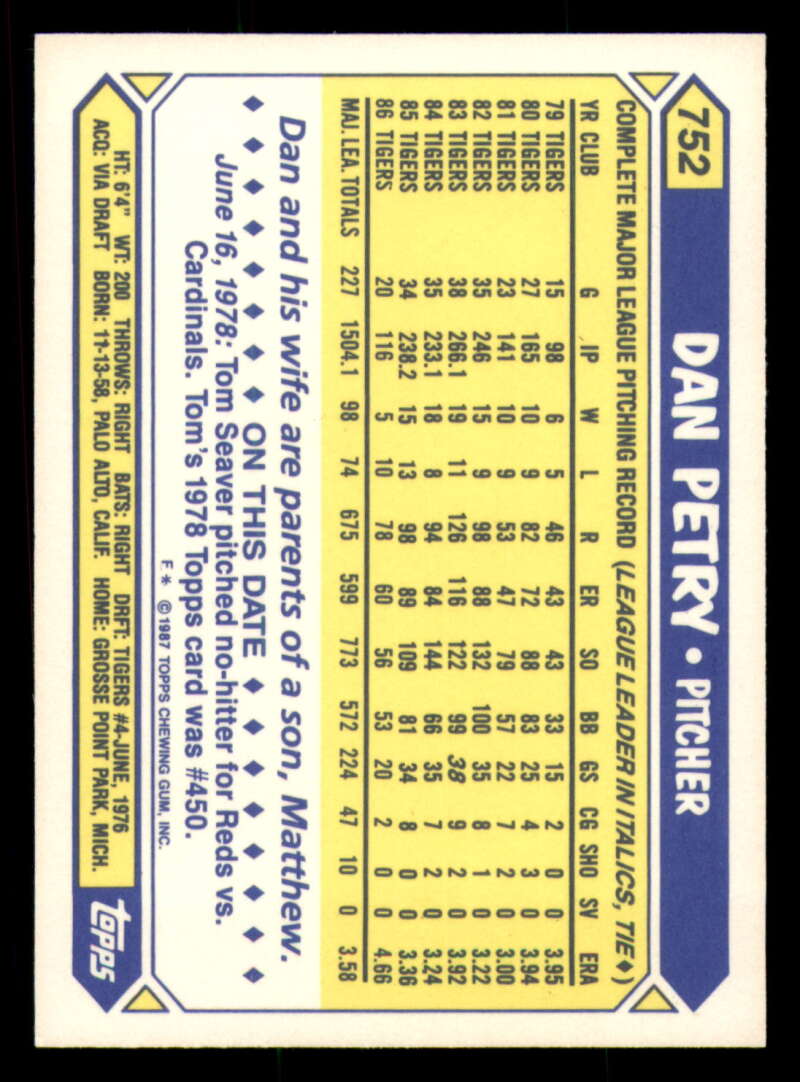 752
DAN PETRY • PITCHER
COMPLETE MAJOR LEAGUE PITCHING RECORD (LEAGUE LEADER IN ITALICS, TIE♦)
YR CLUB G IP W L R ER SO BB GS CG SHO SV ERA
79 TIGERS 15 98 6 5 46 43 43 33 15 2 0 0 3.95
80 TIGERS 27 165 10 9 82 72 88 83 25 4 3 0 3.94
81 TIGERS 23 141 10 9 53 47 79 57 22 7 2 0 3.00
82 TIGERS 35 246 15 9 98 88 132 100 35 8 1 0 3.22
83 TIGERS 38 266.1 19 11 126 116 122 99 38 9 2 0 3.92
84 TIGERS 35 233.1 18 8 94 84 144 66 35 7 2 0 3.24
85 TIGERS 34 238.2 15 13 98 89 109 81 34 8 0 0 3.36
86 TIGERS 20 116 5 10 78 60 56 53 20 2 0 0 4.66
MAJ. LEA. TOTALS 227 1504.1 98 74 675 599 773 572 224 47 10 0 3.58
Dan and his wife are parents of a son, Matthew.
♦ ♦ ♦ ♦ ♦ ♦ ♦ ♦ ♦ ON THIS DATE ♦ ♦ ♦ ♦ ♦ ♦ ♦ ♦ ♦
June 16, 1978: Tom Seaver pitched no-hitter for Reds vs.
Cardinals. Tom's 1978 Topps card was #450.
F* ©1987 TOPPS CHEWING GUM, INC.
HT: 6'4" WT: 200 THROWS: RIGHT BATS: RIGHT DRFT: TIGERS #4-JUNE, 1976
ACQ: VIA DRAFT BORN: 11-13-58, PALO ALTO, CALIF. HOME: GROSSE POINT PARK, MICH.
topps